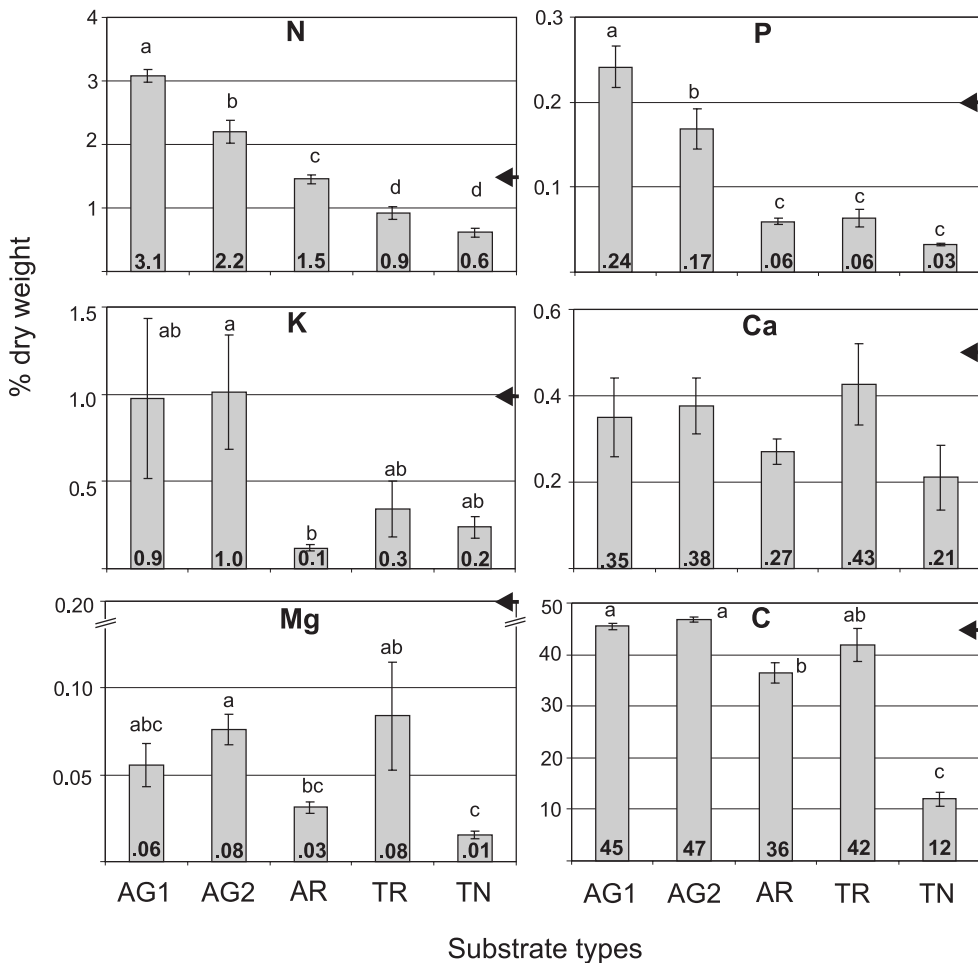 % dry weight
N
4
3
2
1
a
b
c
d
d
3.1
2.2
1.5
0.9
0.6
P
0.3
0.2
0.1
a
b
c
c
c
.24
.17
.06
.06
.03
K
1.5
1.0
0.5
ab
a
b
ab
ab
0.9
1.0
0.1
0.3
0.2
Ca
0.6
0.4
0.2
.35
.38
.27
.43
.21
Mg
0.20
0.10
0.05
abc
a
bc
ab
c
.06
.08
.03
.08
.01
C
50
40
30
20
10
a
a
b
ab
c
45
47
36
42
12
AG1 AG2 AR TR TN
AG1 AG2 AR TR TN
Substrate types